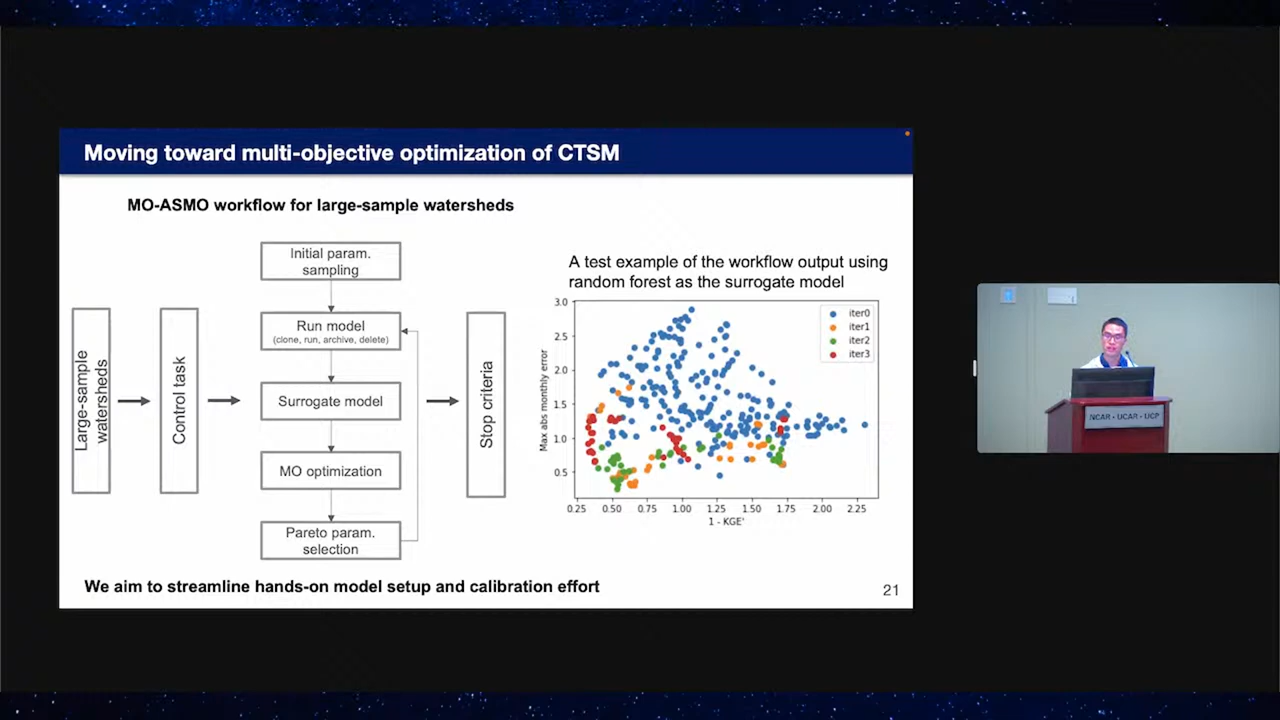 Moving toward multi-objective optimization of CTSM
MO-ASMO workflow for large-sample watersheds
Large-sample
watersheds
Control task
Initial param.
sampling
Run model
(clone, run, archive, delete)
Surrogate model
MO optimization
Pareto param.
selection
Stop criteria
A test example of the workflow output using
random forest as the surrogate model
3.0
2.5
2.0
1.5
1.0
0.5
Max abs monthly error
iter0
iter1
iter2
iter3
0.25 0.50 0.75 1.00 1.25 1.50 1.75 2.00 2.25
1 - KGE'
We aim to streamline hands-on model setup and calibration effort
21
NCAR • UCAR • UCP